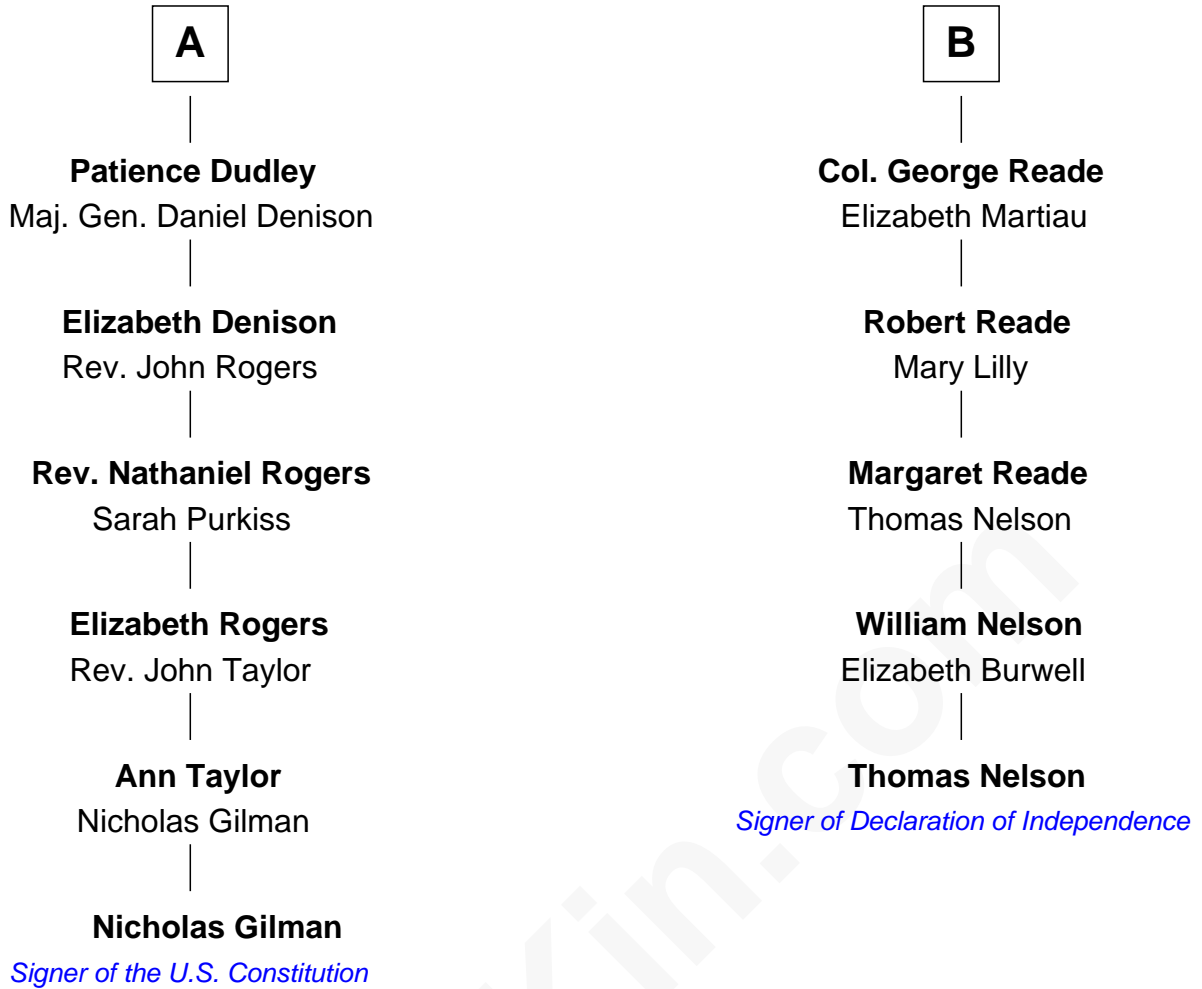 A
Patience Dudley
Maj. Gen. Daniel Denison
Elizabeth Denison
Rev. John Rogers
Rev. Nathaniel Rogers
Sarah Purkiss
Elizabeth Rogers
Rev. John Taylor
Ann Taylor
Nicholas Gilman
Nicholas Gilman
Signer of the U.S. Constitution
B
Col. George Reade
Elizabeth Martiau
Robert Reade
Mary Lilly
Margaret Reade
Thomas Nelson
William Nelson
Elizabeth Burwell
Thomas Nelson
Signer of Declaration of Independence
Kin.com